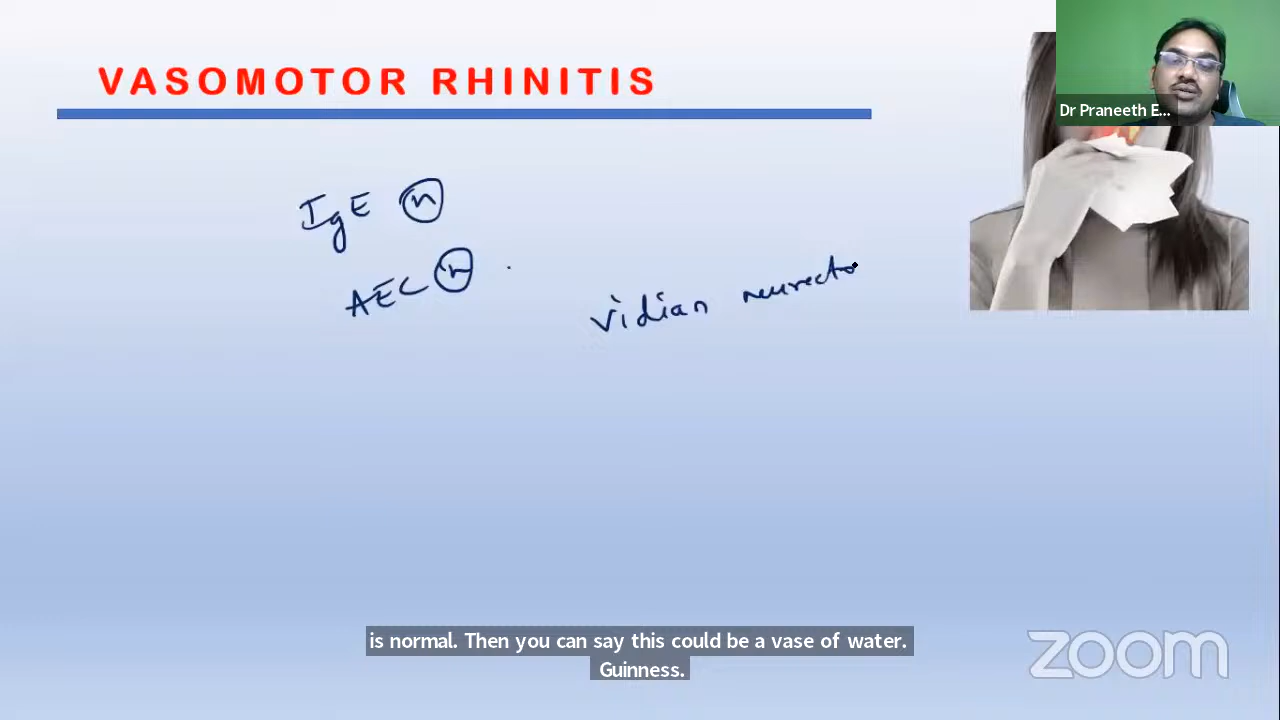 VASOMOTOR RHINITIS
Dr Praneeth E...
IgE n
AEC n
vidian neurecto
is normal. Then you can say this could be a vase of water.
Guinness.
zoom